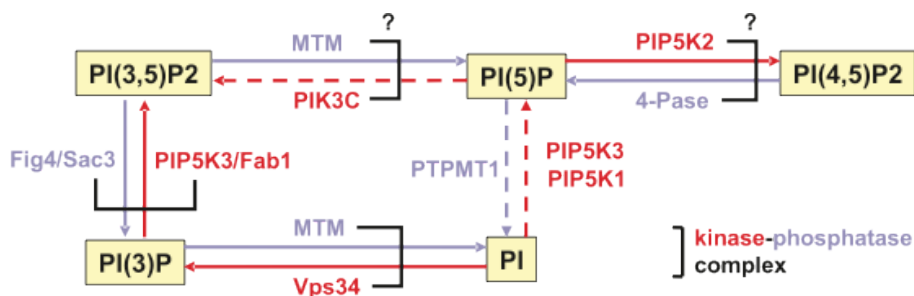 ?
?
MTM
PIP5K2
PI(3,5)P2
PI(5)P
PI(4,5)P2
PIK3C
4-Pase
Fig4/Sac3
PIP5K3/Fab1
PTPMT1
PIP5K3
PIP5K1
MTM
PI(3)P
PI
Vps34
kinase-phosphatase
complex